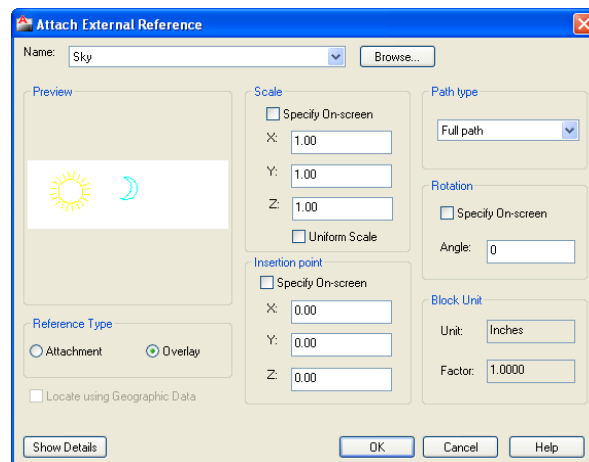 Attach External Reference
Name: Sky Browse...
Preview
Scale
Specify On-screen
X: 1.00
Y: 1.00
Z: 1.00
Uniform Scale
Path type
Full path
Rotation
Specify On-screen
Angle: 0
Insertion point
Specify On-screen
X: 0.00
Y: 0.00
Z: 0.00
Block Unit
Unit: Inches
Factor: 1.0000
Reference Type
Attachment Overlay
Locate using Geographic Data
Show Details OK Cancel Help